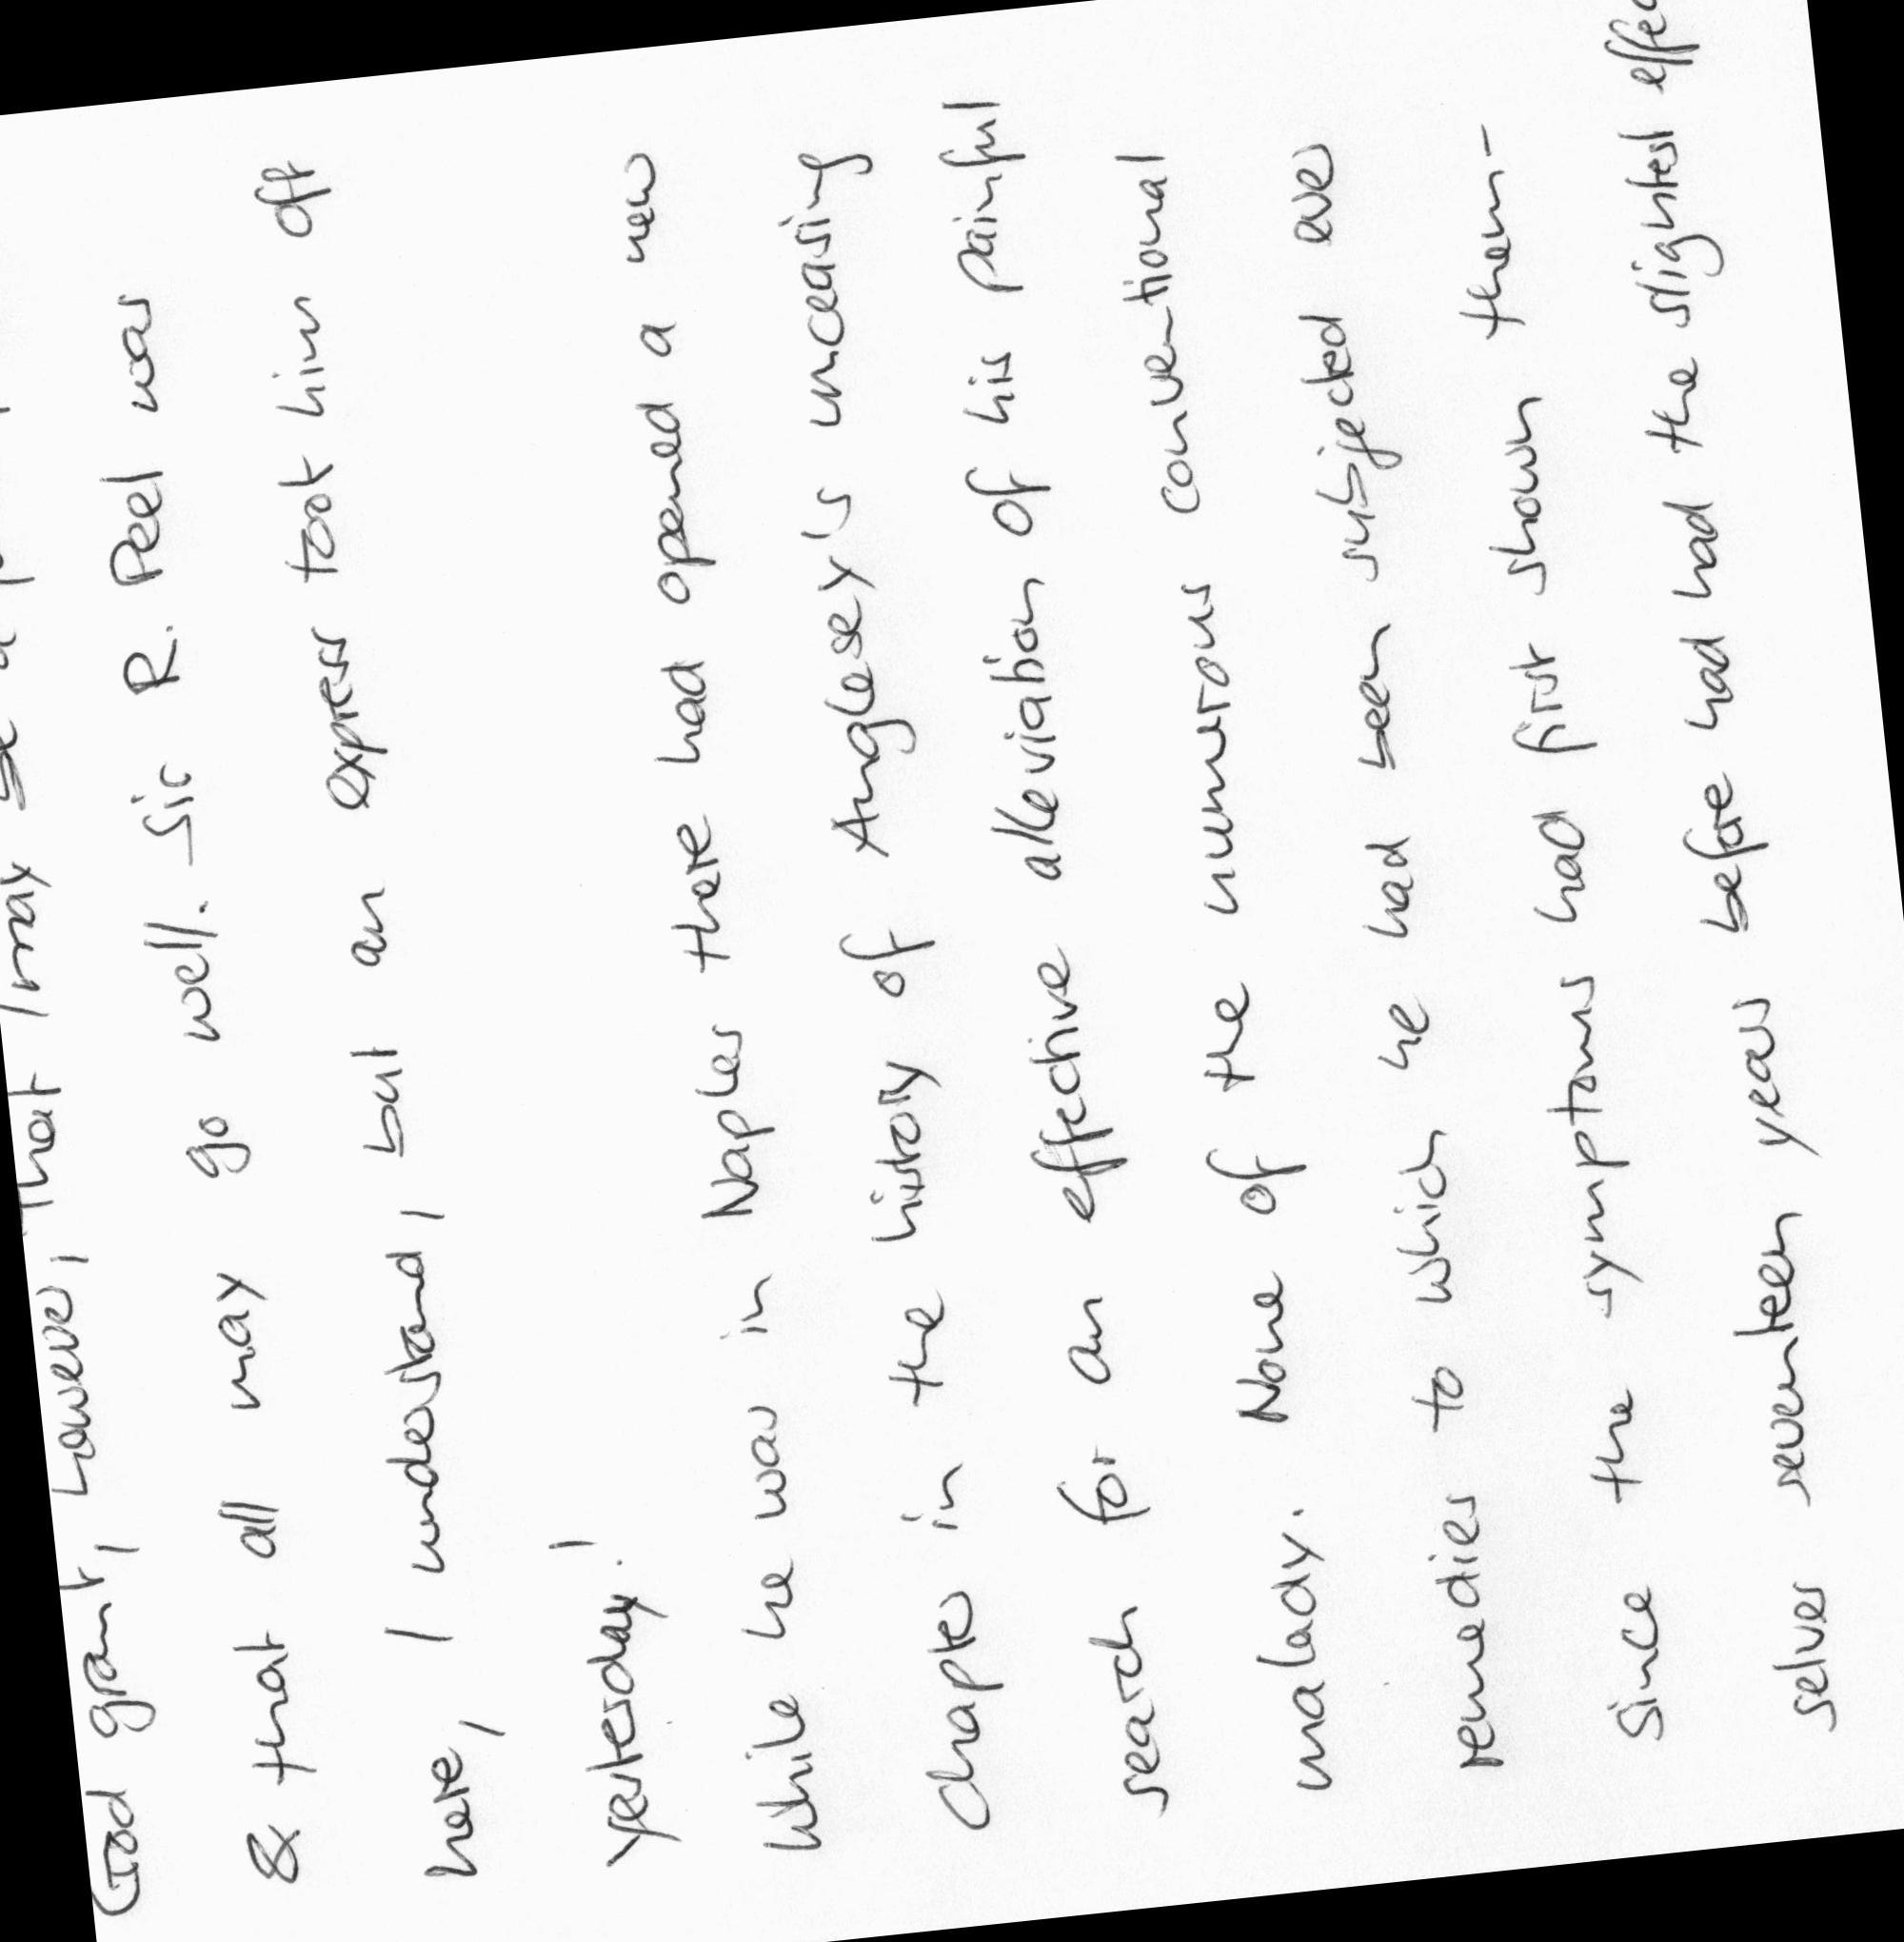 God grant, however, that I may be a
& that all may go well. Sir R. Peel was
here, I understand, but an express took him off
yesterday!
While he was in Naples there had opened a new
chapter in the history of Anglesey's unceasing
search for an effective alleviation of his painful
malady. None of the numerous conventional
remedies to which he had been subjected ever
since the symptoms had first shown them-
selves seventeen years before had had the slightest effec